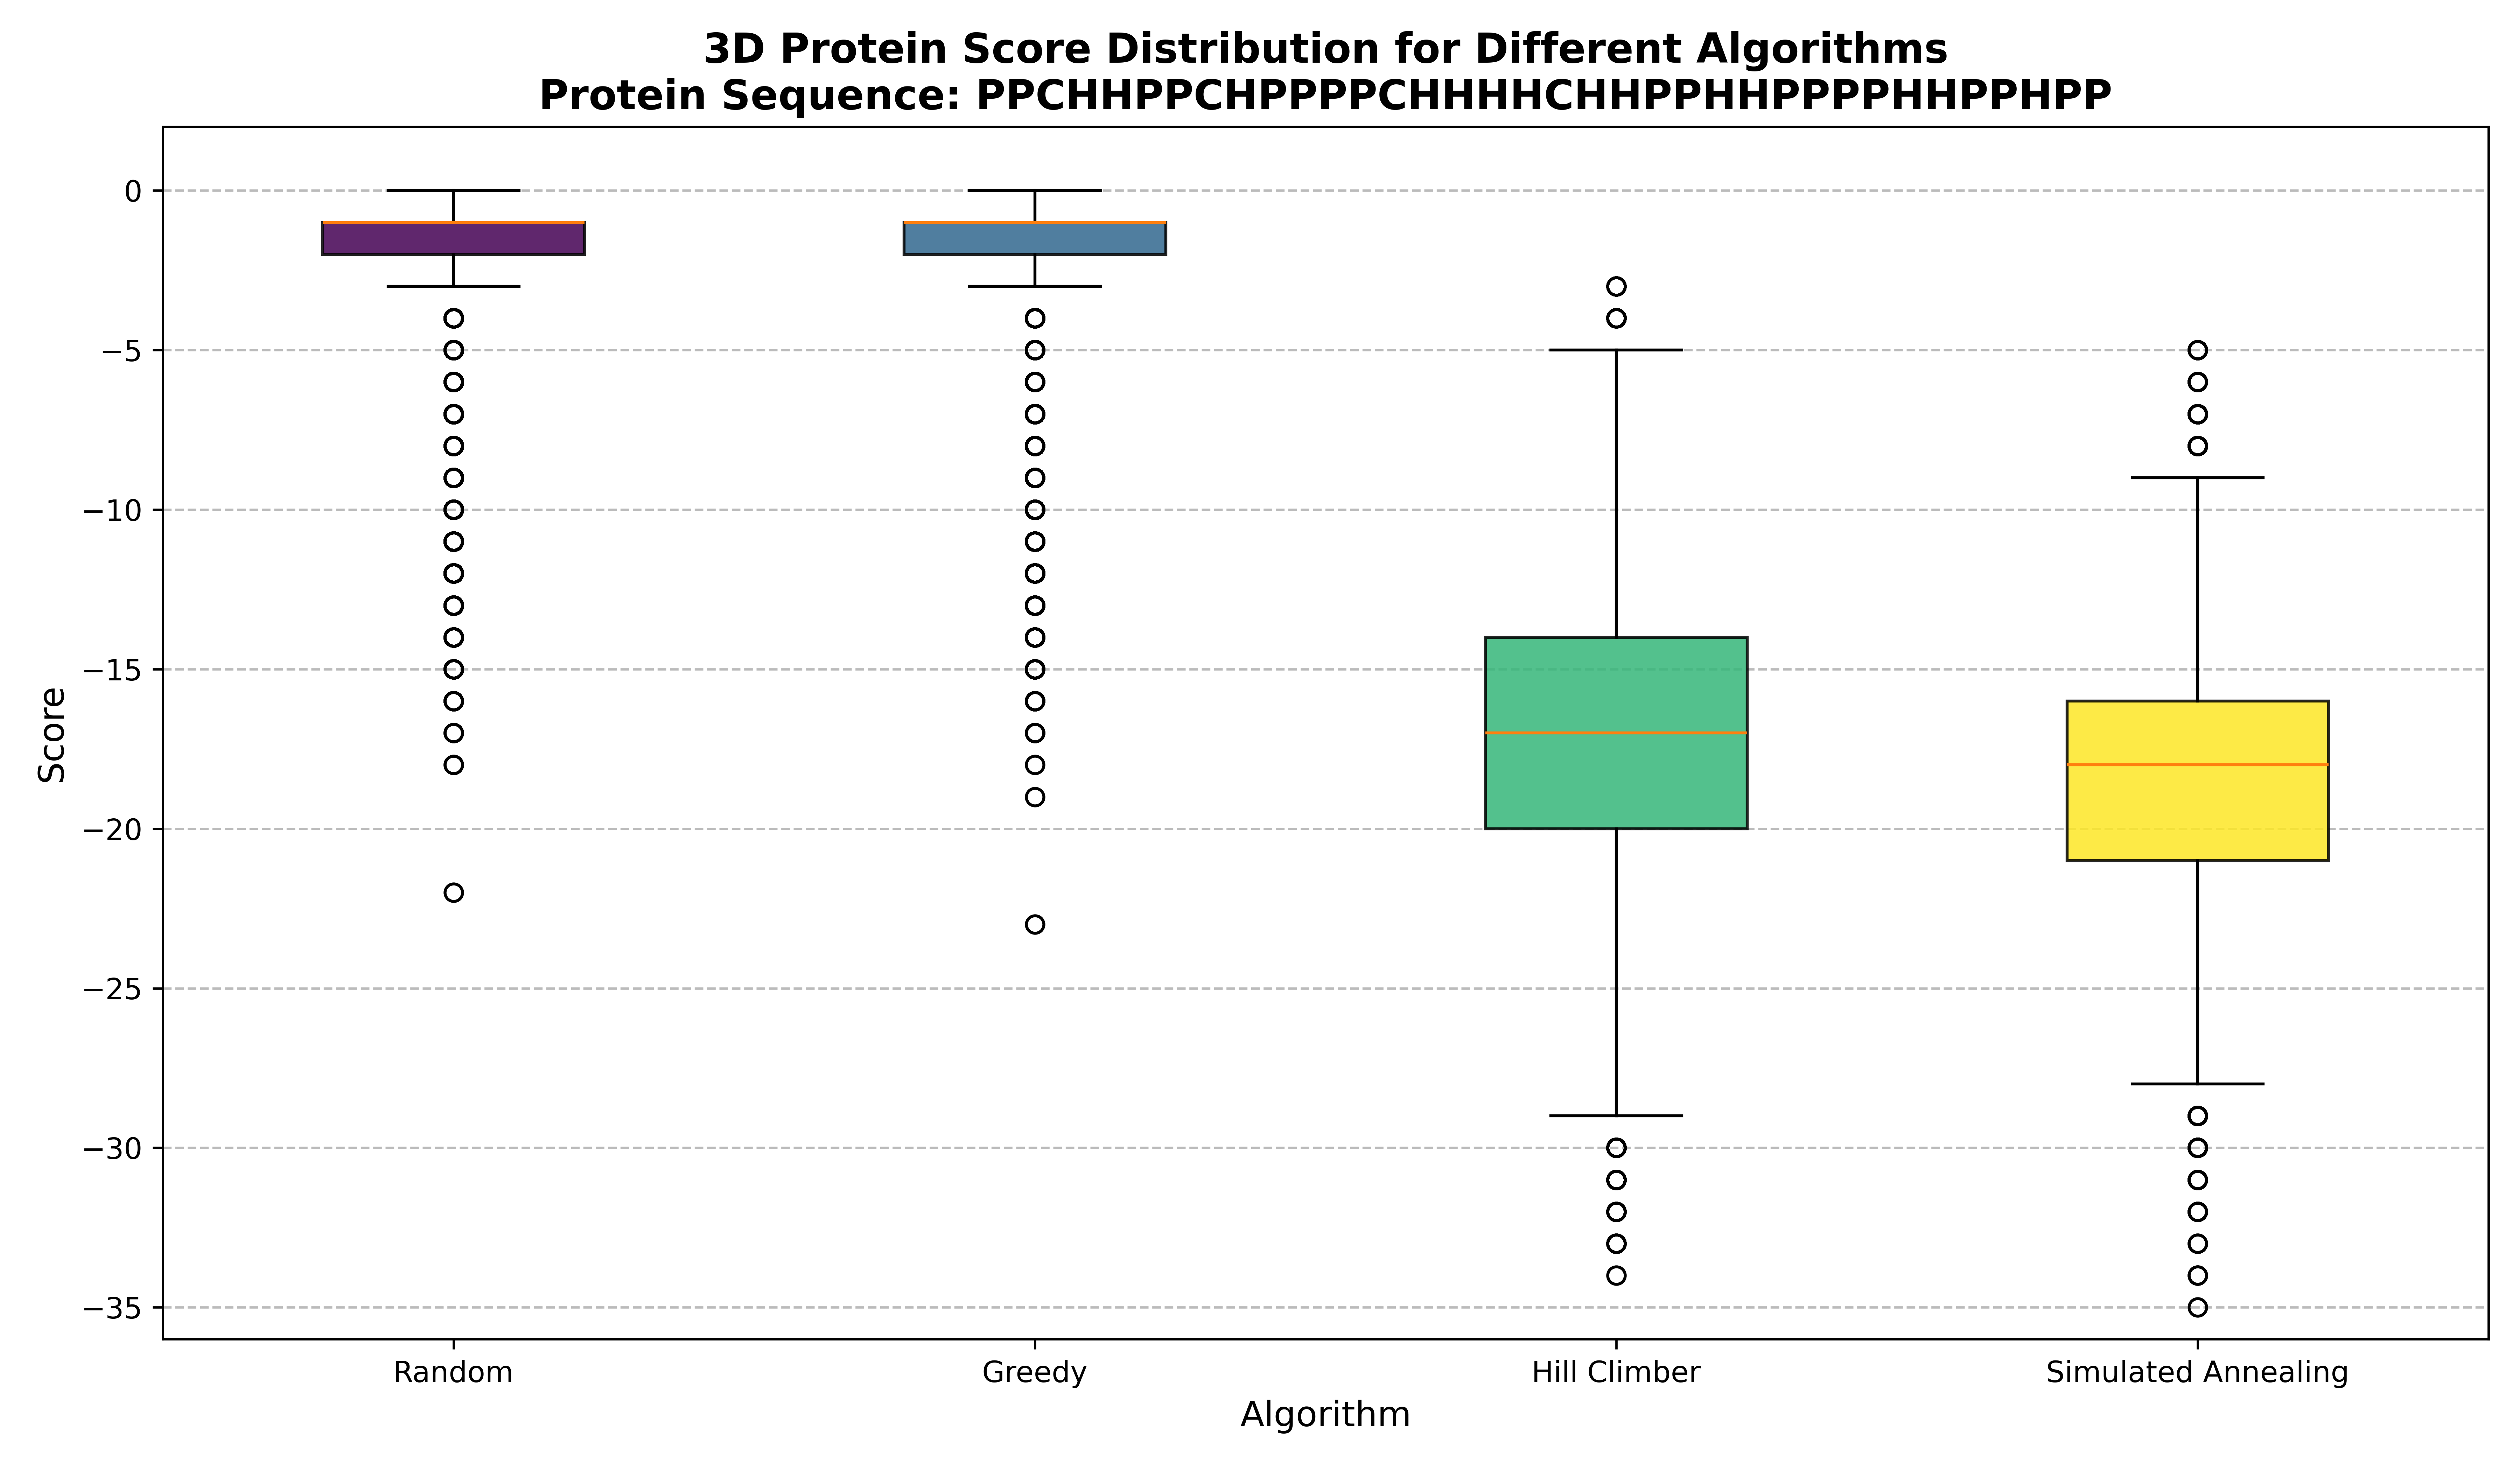 3D Protein Score Distribution for Different Algorithms
Protein Sequence: PPCHHPPCHPPPPCHHHHCHHPPHHPPPPHHPPHPP
0
−5
−10
−15
−20
−25
−30
−35
Score
Random
Greedy
Hill Climber
Simulated Annealing
Algorithm